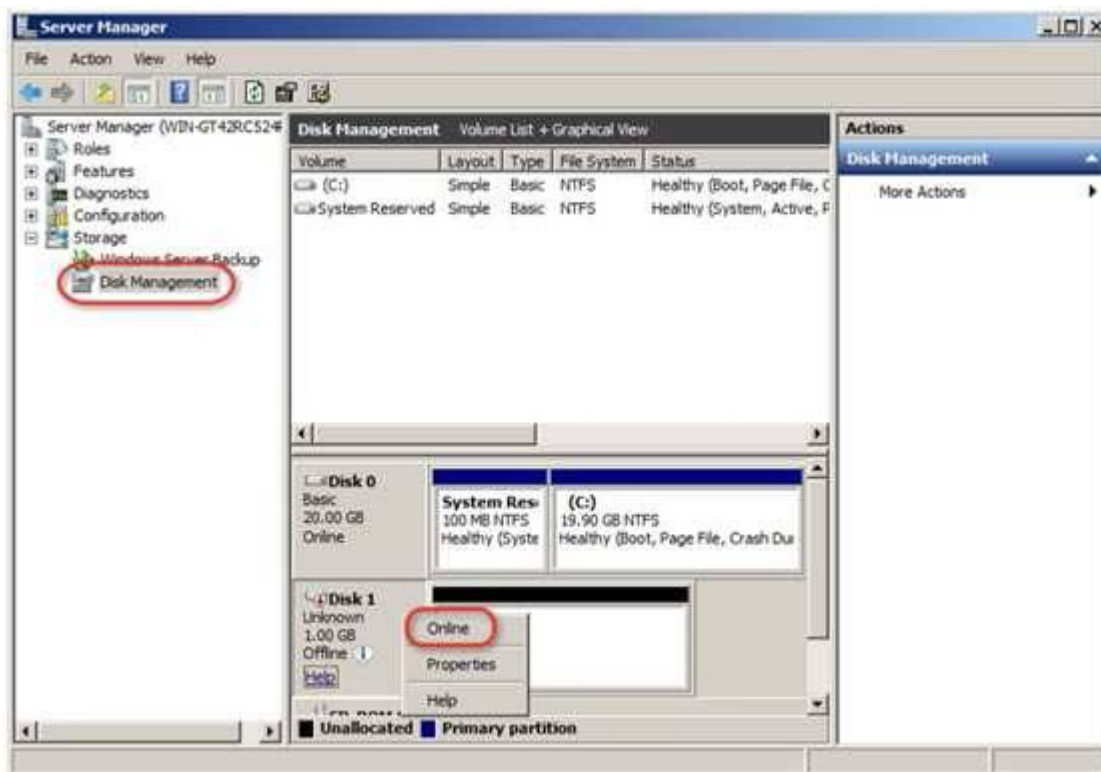 Server Manager
File Action View Help
Server Manager (WIN-GT42RC524F
Roles
Features
Diagnostics
Configuration
Storage
Windows Server Backup
Disk Management
Disk Management Volume List + Graphical View
Volume Layout Type File System Status
(C:) Simple Basic NTFS Healthy (Boot, Page File, C
System Reserved Simple Basic NTFS Healthy (System, Active, P
Disk 0
Basic
20.00 GB
Online
System Res
100 MB NTFS
Healthy (Syste
(C:)
19.90 GB NTFS
Healthy (Boot, Page File, Crash Du
Disk 1
Unknown
1.00 GB
Offline
Help
Online
Properties
Help
CD-ROM
Unallocated Primary partition
Actions
Disk Management
More Actions